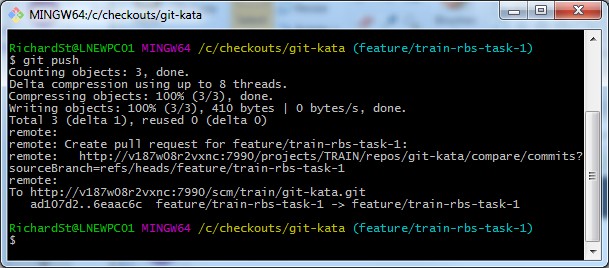 MINGW64:/c/checkouts/git-kata
RichardSt@LNEWPC01 MINGW64 /c/checkouts/git-kata (feature/train-rbs-task-1)
$ git push
Counting objects: 3, done.
Delta compression using up to 8 threads.
Compressing objects: 100% (3/3), done.
Writing objects: 100% (3/3), 410 bytes | 0 bytes/s, done.
Total 3 (delta 1), reused 0 (delta 0)
remote:
remote: Create pull request for feature/train-rbs-task-1:
remote:   http://v187w08r2vxnc:7990/projects/TRAIN/repos/git-kata/compare/commits?
sourceBranch=refs/heads/feature/train-rbs-task-1
remote:
To http://v187w08r2vxnc:7990/scm/train/git-kata.git
   ad107d2..6eaac6c  feature/train-rbs-task-1 -> feature/train-rbs-task-1
RichardSt@LNEWPC01 MINGW64 /c/checkouts/git-kata (feature/train-rbs-task-1)
$